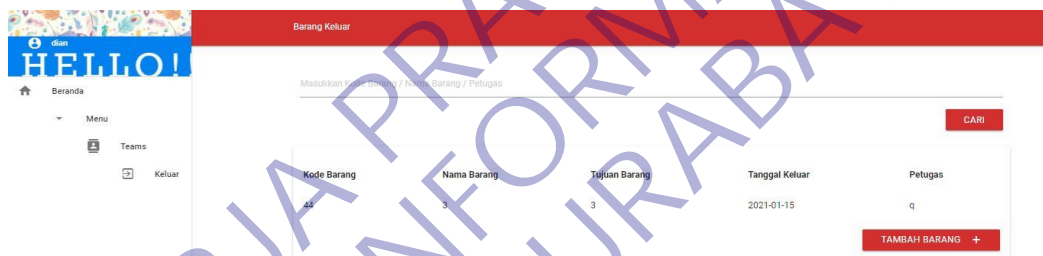 dian
HELLO!!
Beranda
Menu
Teams
Keluar
Barang Keluar
Masukkan Kode Barang / Nama Barang / Petugas
CARI
Kode Barang Nama Barang Tujuan Barang Tanggal Keluar Petugas
44 3 3 2021-01-15 q
TAMBAH BARANG +